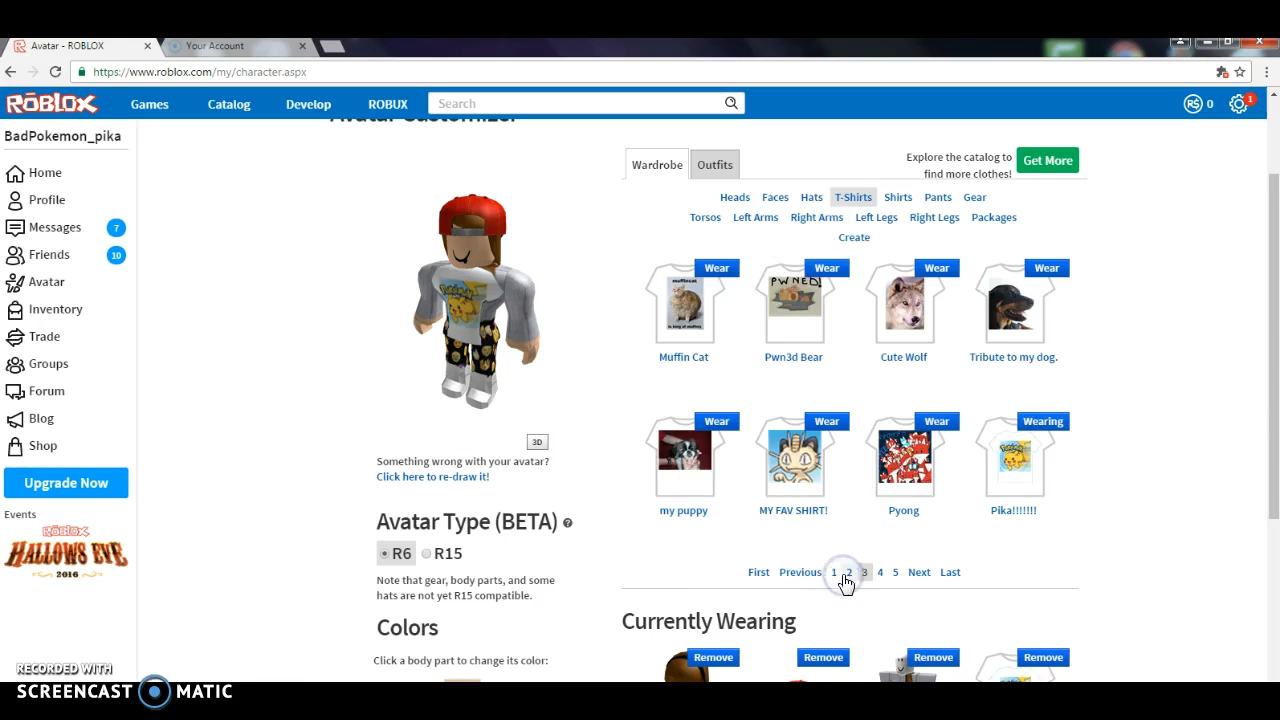 Avatar - ROBLOX
Your Account
https://www.roblox.com/my/character.aspx
ROBLOX
Games
Catalog
Develop
ROBUX
Search
R$ 0
1
BadPokemon_pika
Home
Profile
Messages 7
Friends 10
Avatar
Inventory
Trade
Groups
Forum
Blog
Shop
Upgrade Now
Events
ROBLOX
HALLOWS EVE
2016
Avatar Customizer
Pokémon
3D
Something wrong with your avatar?
Click here to re-draw it!
Avatar Type (BETA) ?
R6 R15
Note that gear, body parts, and some
hats are not yet R15 compatible.
Colors
Click a body part to change its color:
Wardrobe
Outfits
Explore the catalog to
find more clothes!
Get More
Heads Faces Hats T-Shirts Shirts Pants Gear
Torsos Left Arms Right Arms Left Legs Right Legs Packages
Create
Wear Wear Wear Wear
mufflncat
PWNED!
Muffin Cat Pwn3d Bear Cute Wolf Tribute to my dog.
Wear Wear Wear Wearing
my puppy MY FAV SHIRT! Pyong Pika!!!!!!!
First Previous 1 2 3 4 5 Next Last
Currently Wearing
Remove Remove Remove Remove
RECORDED WITH
SCREENCAST MATIC